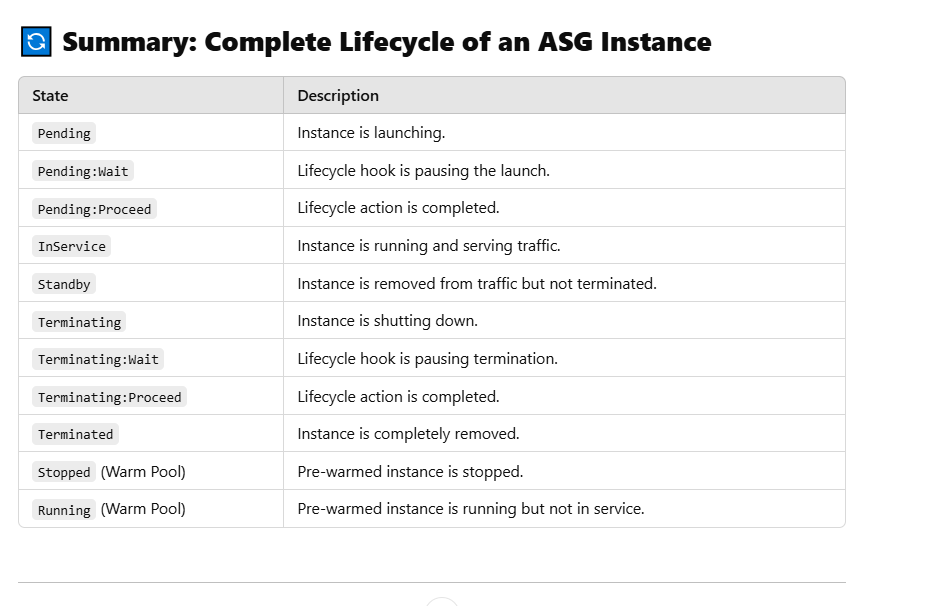 Summary: Complete Lifecycle of an ASG Instance
State Description
Pending Instance is launching.
Pending:Wait Lifecycle hook is pausing the launch.
Pending:Proceed Lifecycle action is completed.
InService Instance is running and serving traffic.
Standby Instance is removed from traffic but not terminated.
Terminating Instance is shutting down.
Terminating:Wait Lifecycle hook is pausing termination.
Terminating:Proceed Lifecycle action is completed.
Terminated Instance is completely removed.
Stopped (Warm Pool) Pre-warmed instance is stopped.
Running (Warm Pool) Pre-warmed instance is running but not in service.